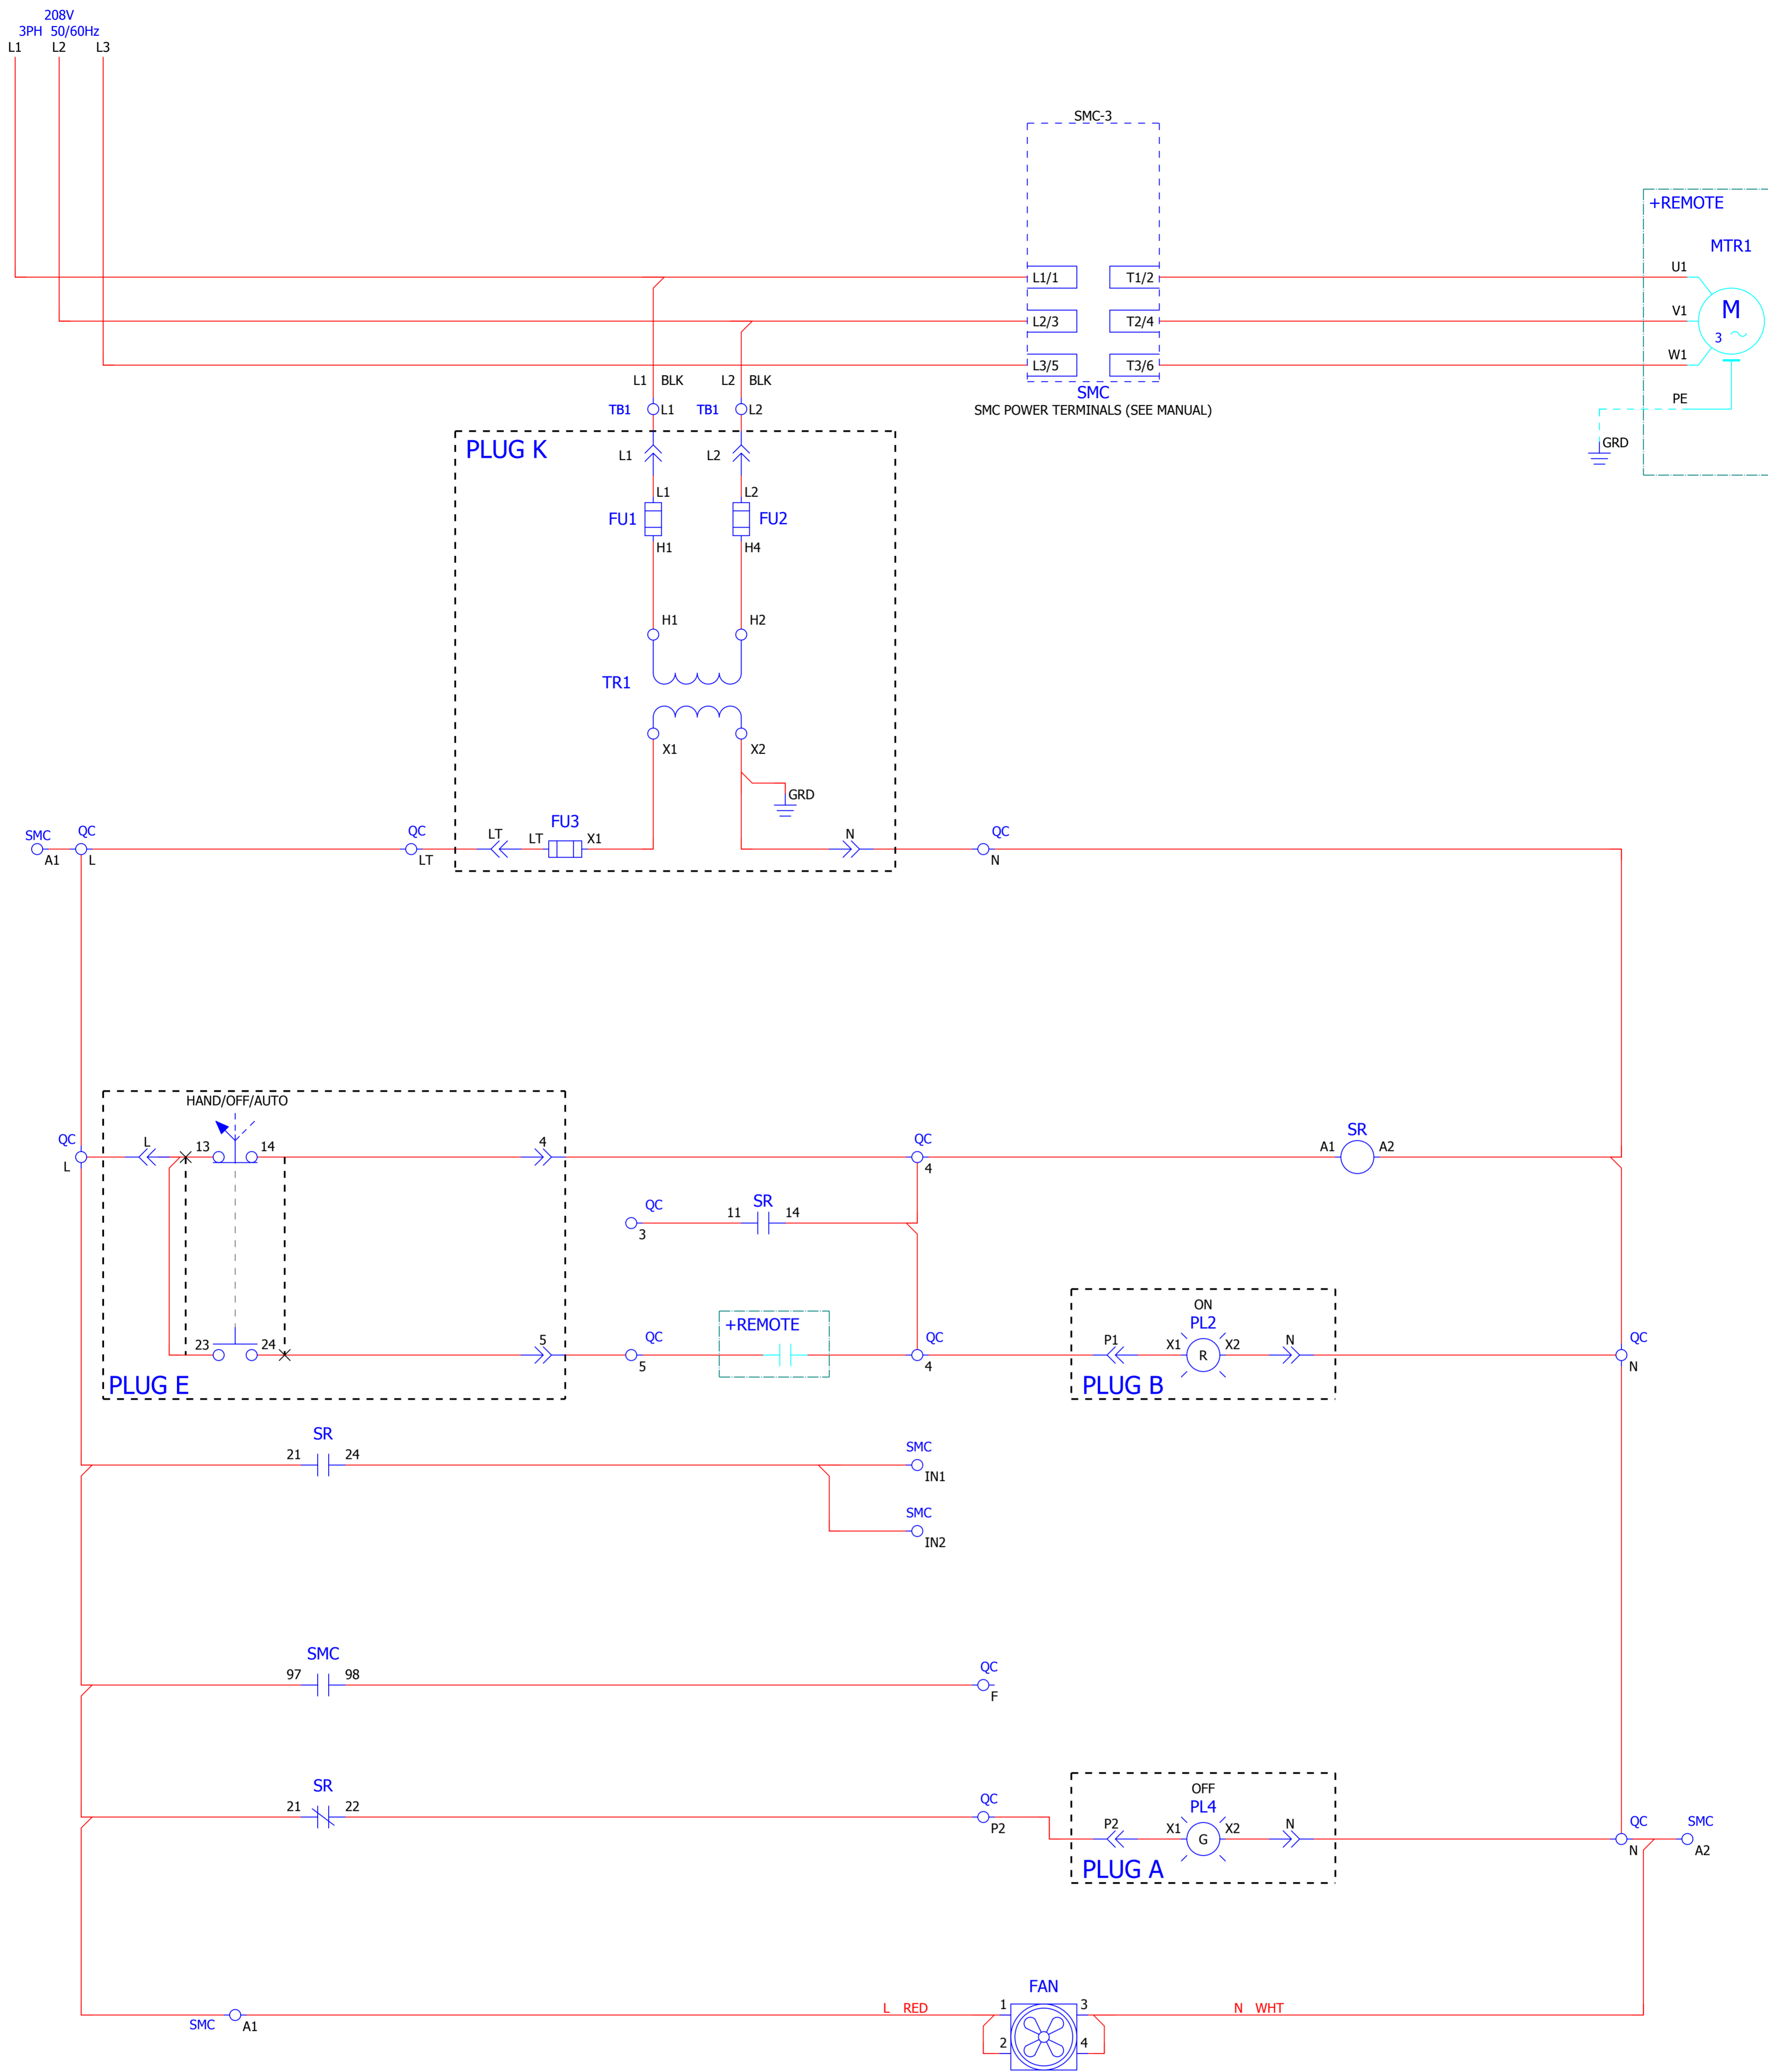 208V
3PH 50/60Hz
L1 L2 L3
SMC-3
+REMOTE
MTR1
U1
L1/1 T1/2
M
3
V1
L2/3 T2/4
W1
L3/5 T3/6
L1 BLK L2 BLK
SMC
SMC POWER TERMINALS (SEE MANUAL)
PE
TB1 L1 TB1 L2
GRD
PLUG K
L1 L2
L1 L2
FU1 FU2
H1 H4
H1 H2
TR1
X1 X2
GRD
FU3
SMC QC QC LT LT X1 N QC
A1 L LT N
HAND/OFF/AUTO
QC L 13 14 4 QC SR
A1 A2
L 4
QC 11 SR 14
3
ON
+REMOTE PL2
23 24 5 QC P1 X1 R X2 N QC
5 4 N
PLUG E PLUG B
SR
21 24 SMC
IN1
SMC
IN2
SMC
97 98 QC
F
OFF
SR PL4
21 22 QC P2 X1 G X2 N QC SMC
P2 N A2
PLUG A
FAN
L RED 1 3 N WHT
SMC A1
2 4